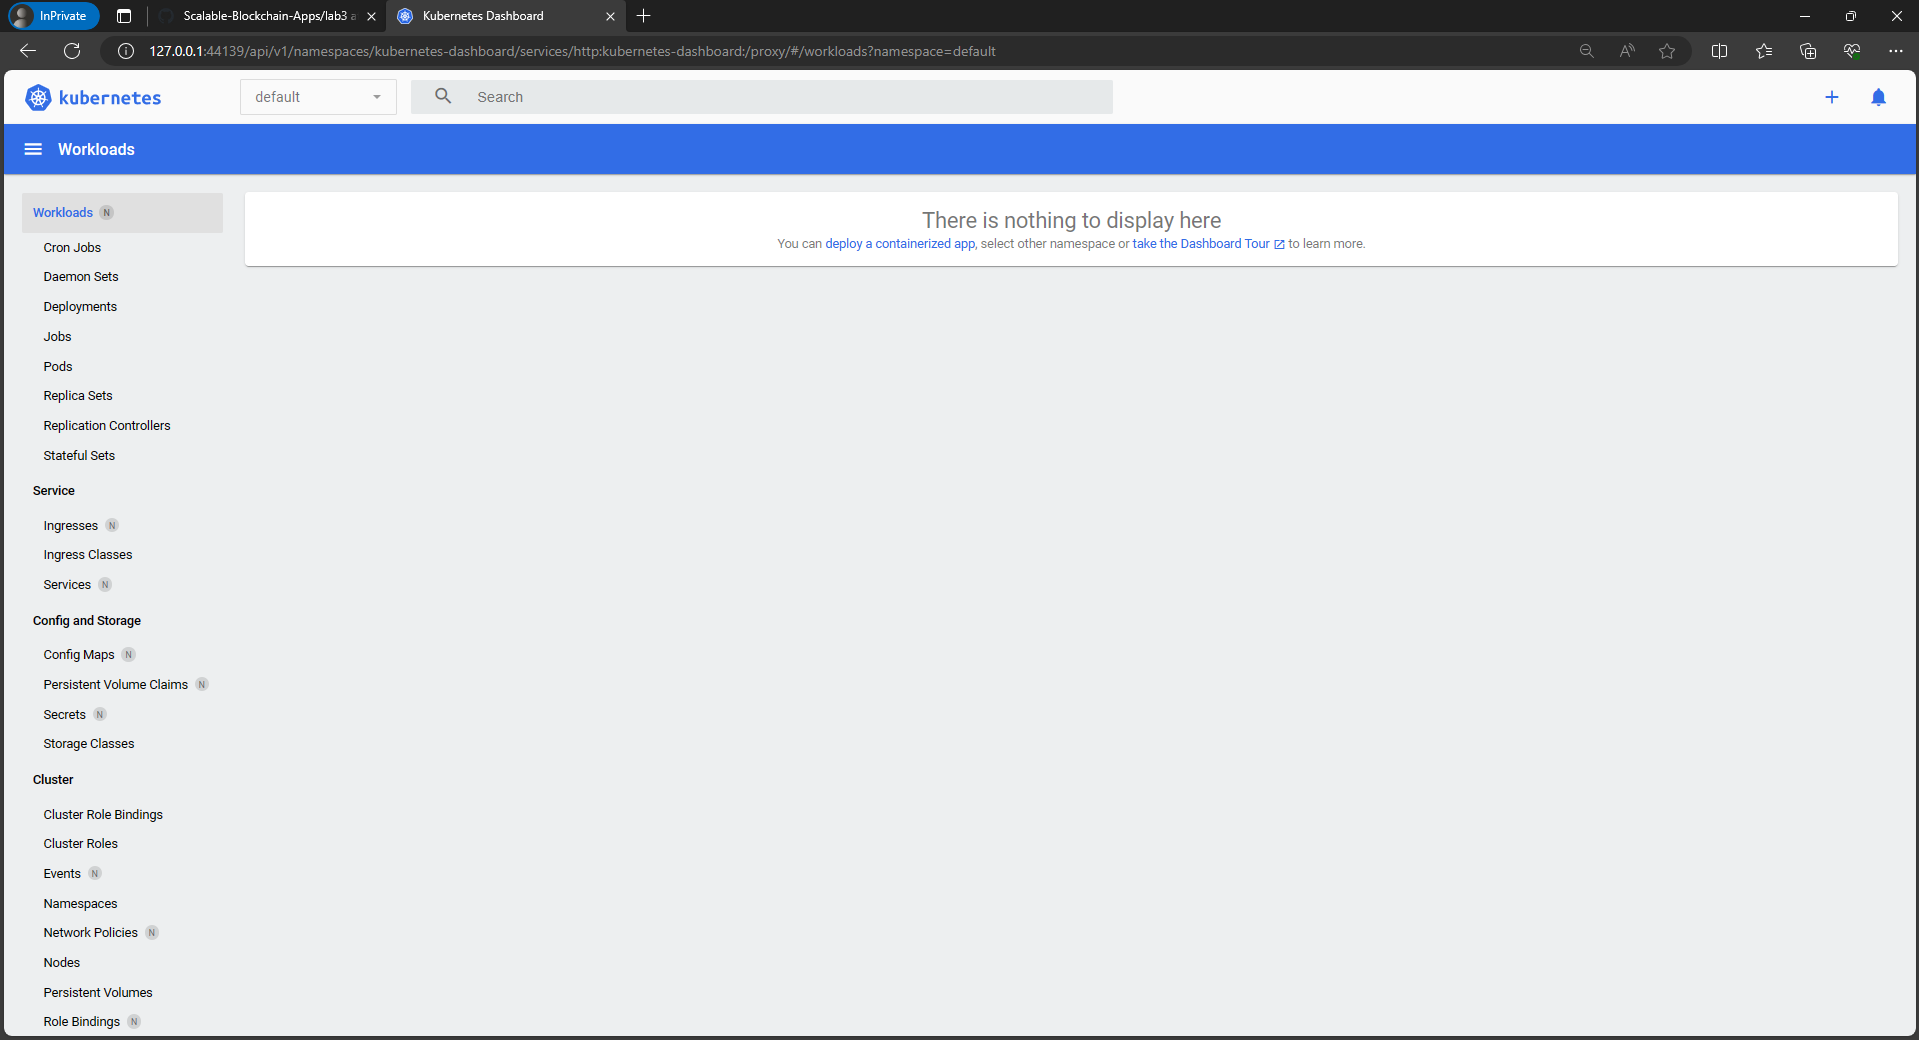 InPrivate
Scalable-Blockchain-Apps/lab3 a
Kubernetes Dashboard
127.0.0.1:44139/api/v1/namespaces/kubernetes-dashboard/services/http:kubernetes-dashboard:/proxy/#/workloads?namespace=default
kubernetes
default
Search
Workloads
Workloads N
There is nothing to display here
You can deploy a containerized app, select other namespace or take the Dashboard Tour to learn more.
Cron Jobs
Daemon Sets
Deployments
Jobs
Pods
Replica Sets
Replication Controllers
Stateful Sets
Service
Ingresses N
Ingress Classes
Services N
Config and Storage
Config Maps N
Persistent Volume Claims N
Secrets N
Storage Classes
Cluster
Cluster Role Bindings
Cluster Roles
Events N
Namespaces
Network Policies N
Nodes
Persistent Volumes
Role Bindings N